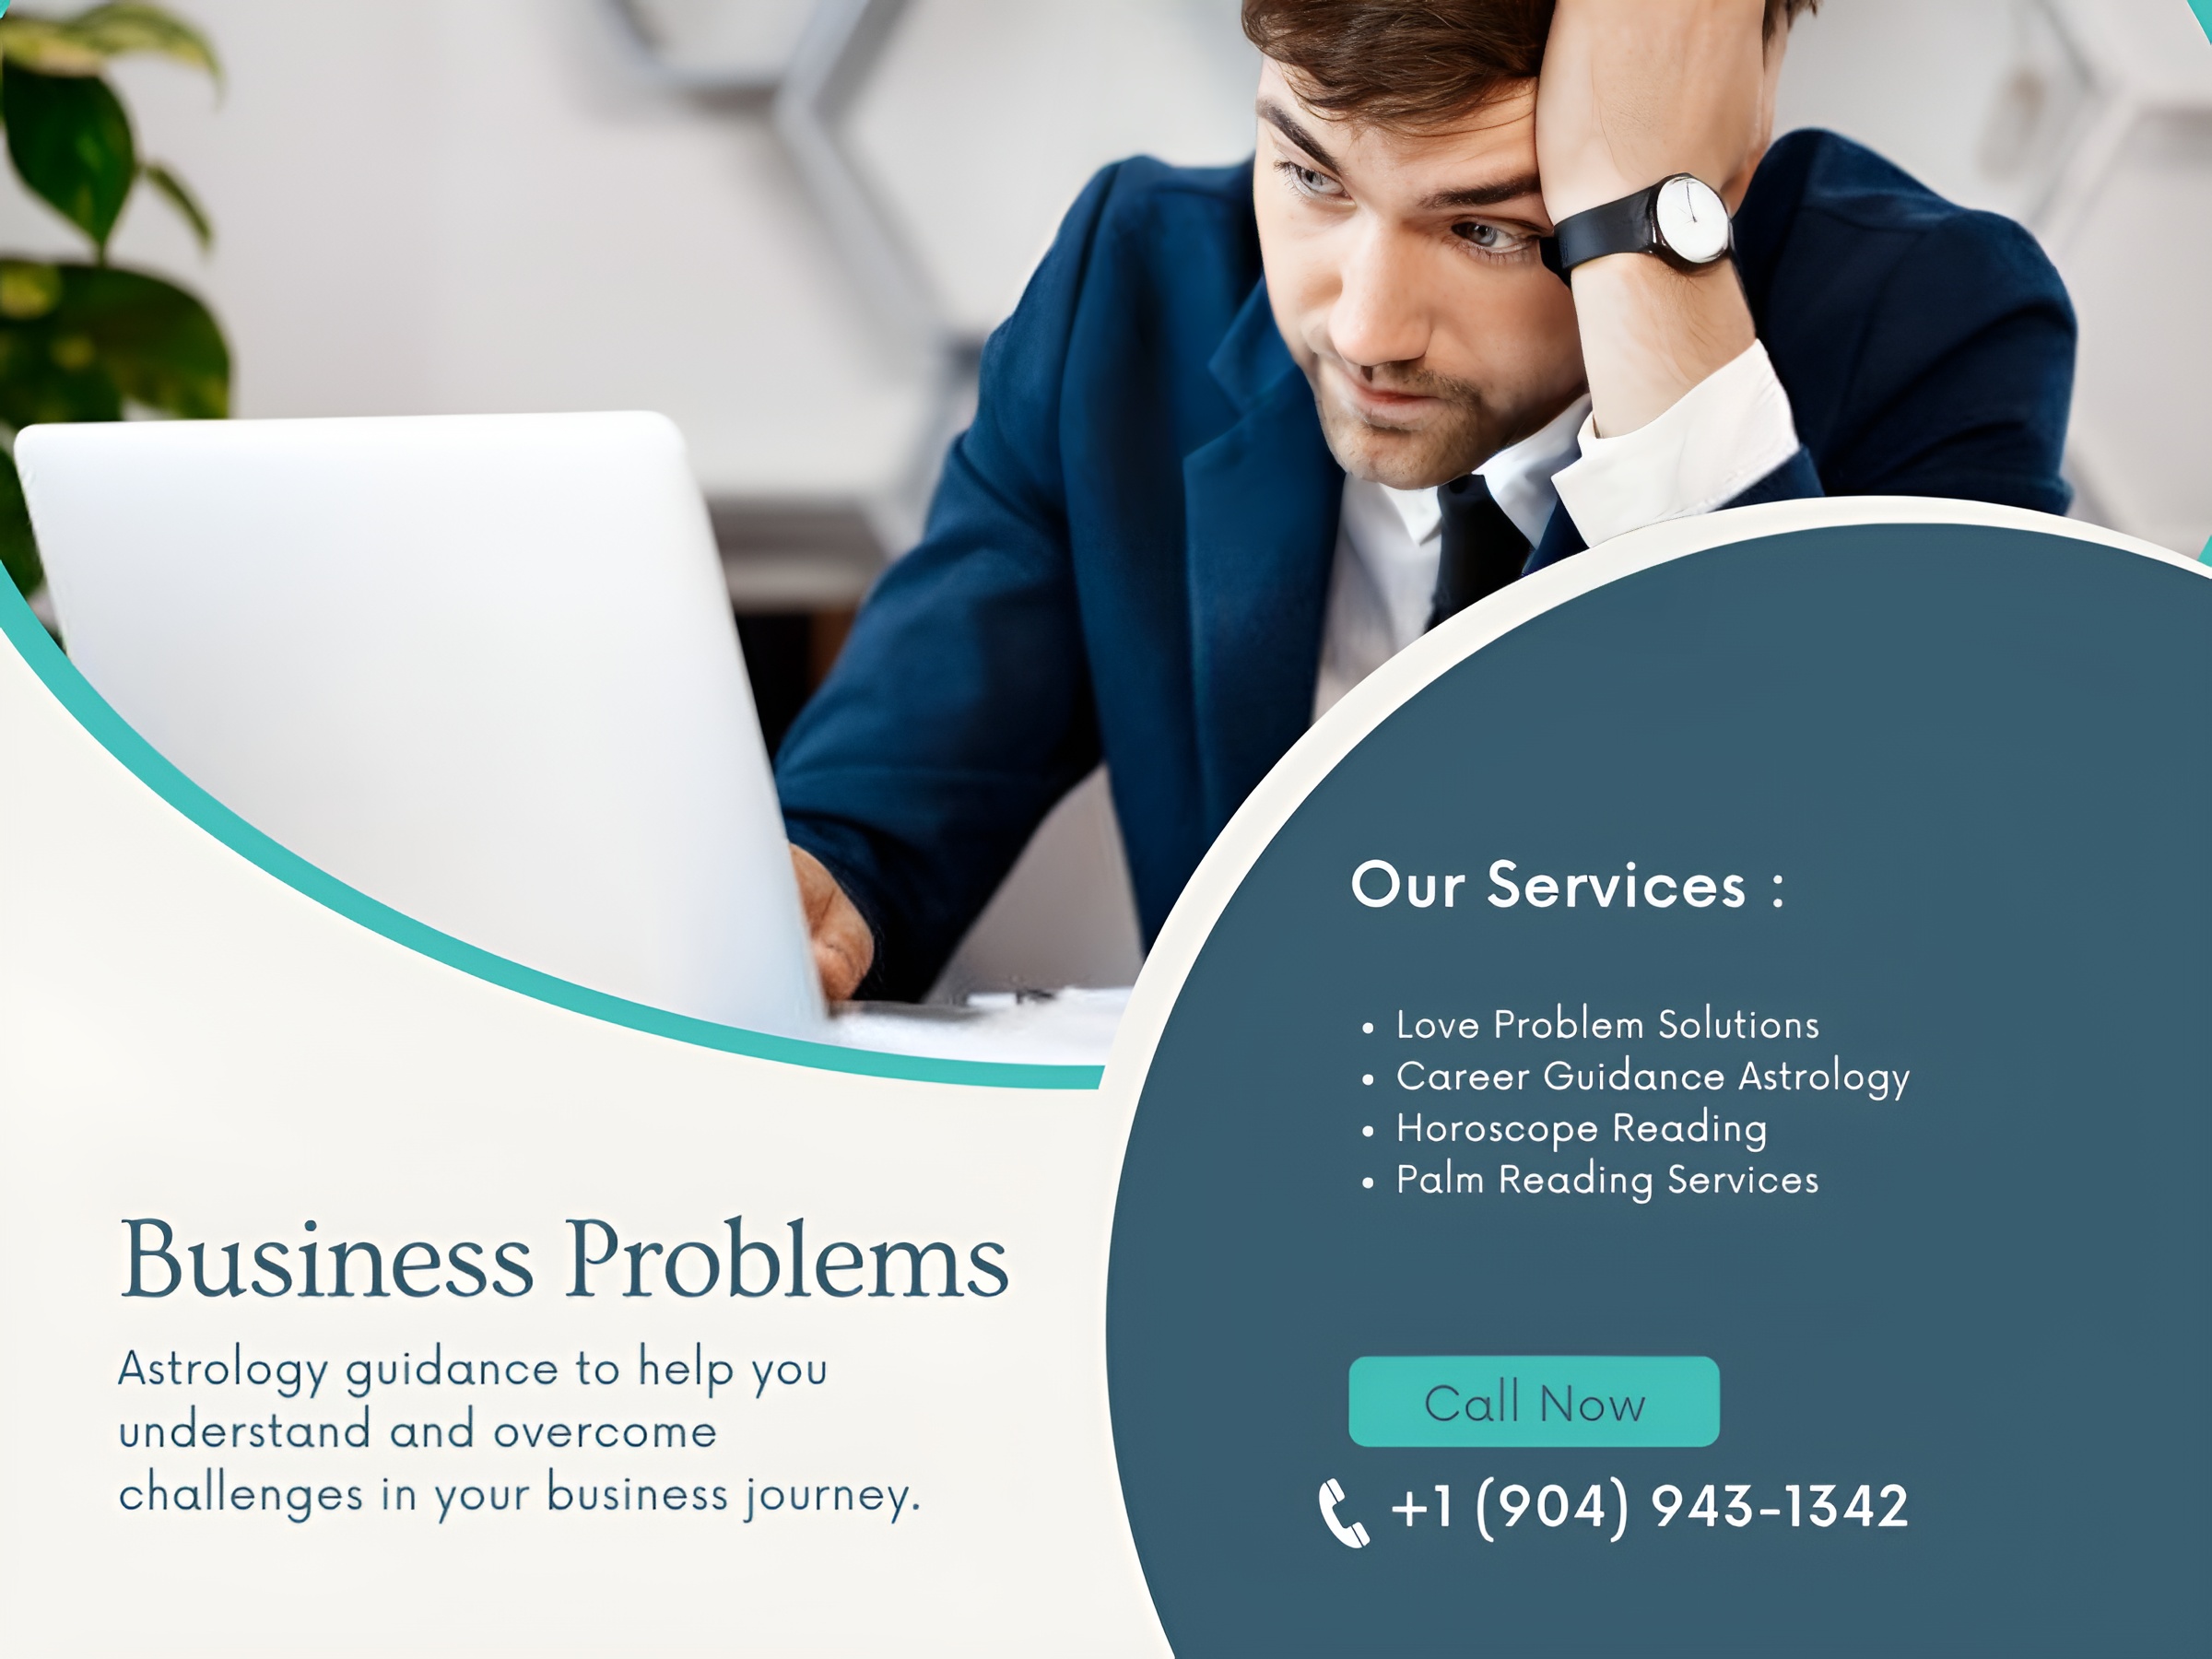 Business Problems
Astrology guidance to help you
understand and overcome
challenges in your business journey.
Our Services :
• Love Problem Solutions
• Career Guidance Astrology
• Horoscope Reading
• Palm Reading Services
Call Now
+1 (904) 943-1342